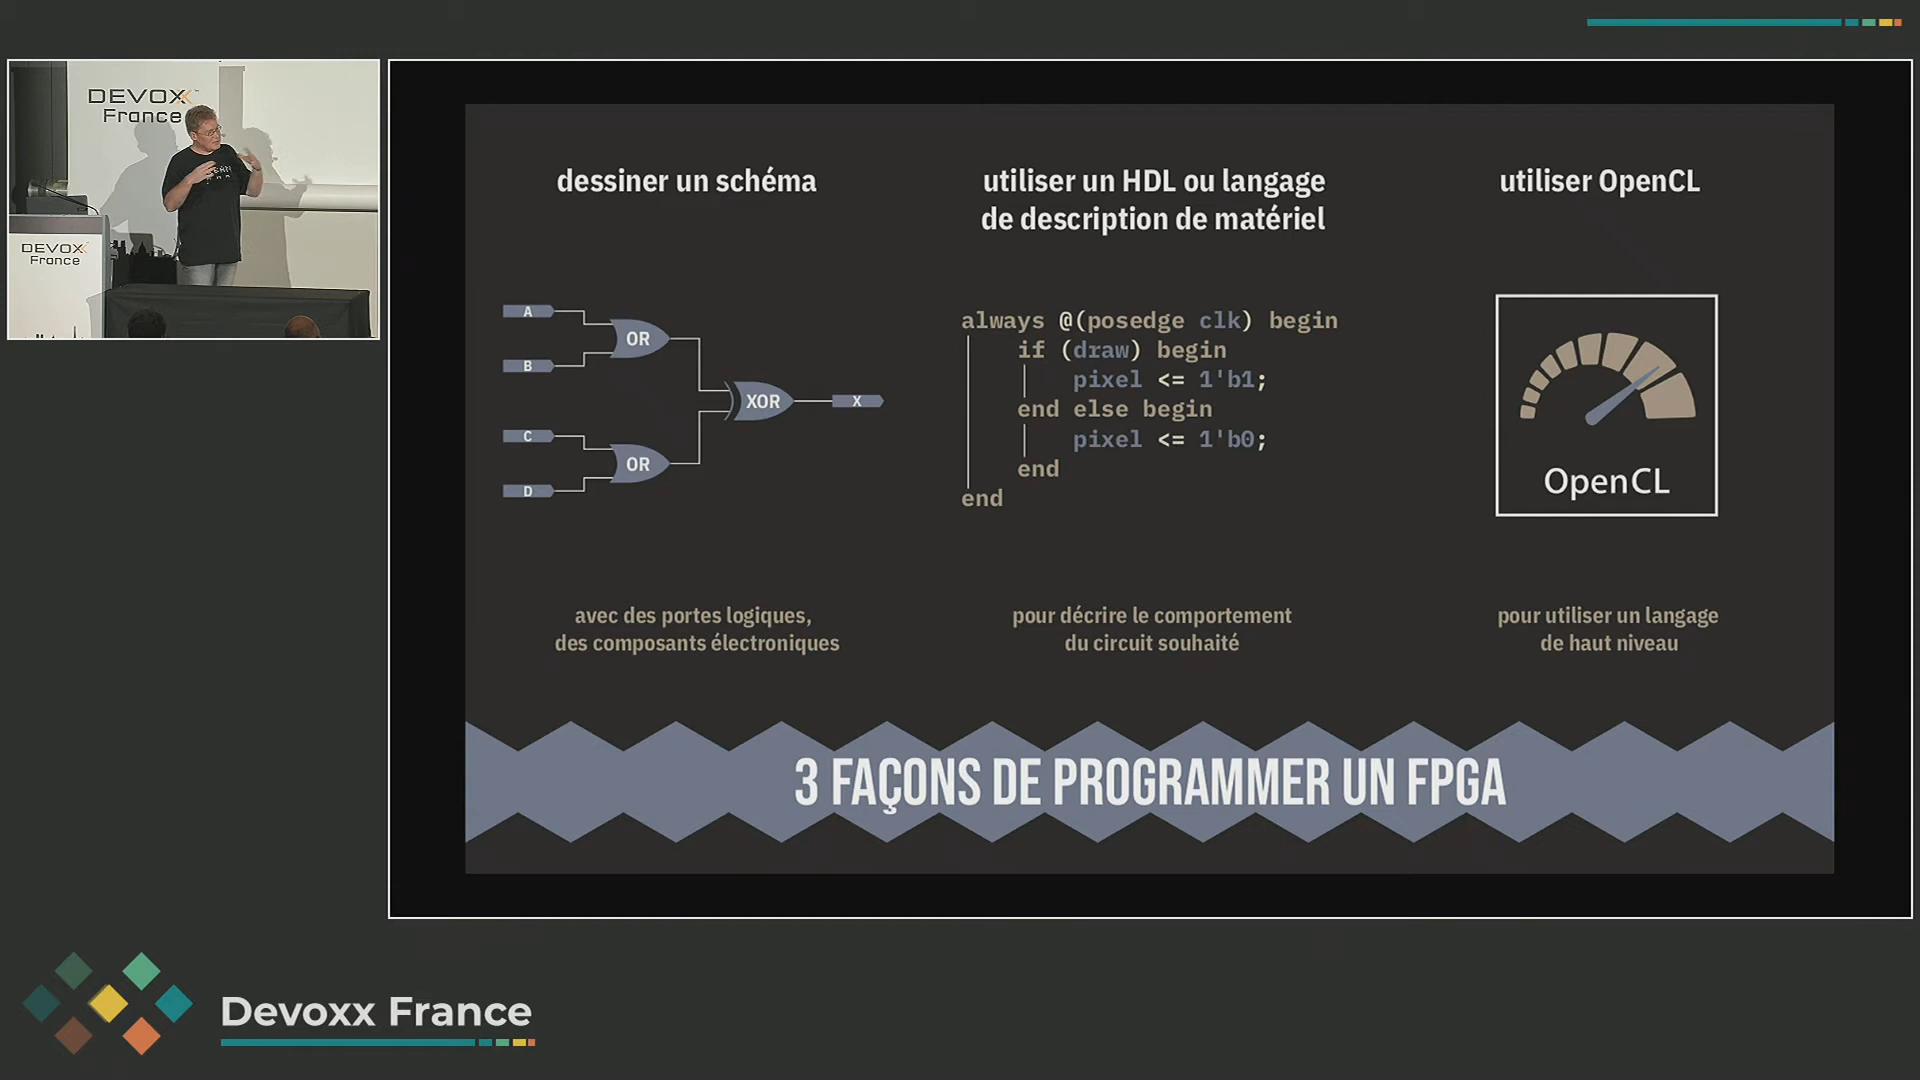 DEVOXX
France
DEVOXX
France
dessiner un schéma
A
B
C
D
OR
OR
XOR
X
avec des portes logiques,
des composants électroniques
utiliser un HDL ou langage
de description de matériel
always @(posedge clk) begin
if (draw) begin
pixel <= 1'b1;
end else begin
pixel <= 1'b0;
end
end
pour décrire le comportement
du circuit souhaité
utiliser OpenCL
OpenCL
pour utiliser un langage
de haut niveau
3 FAÇONS DE PROGRAMMER UN FPGA
Devoxx France